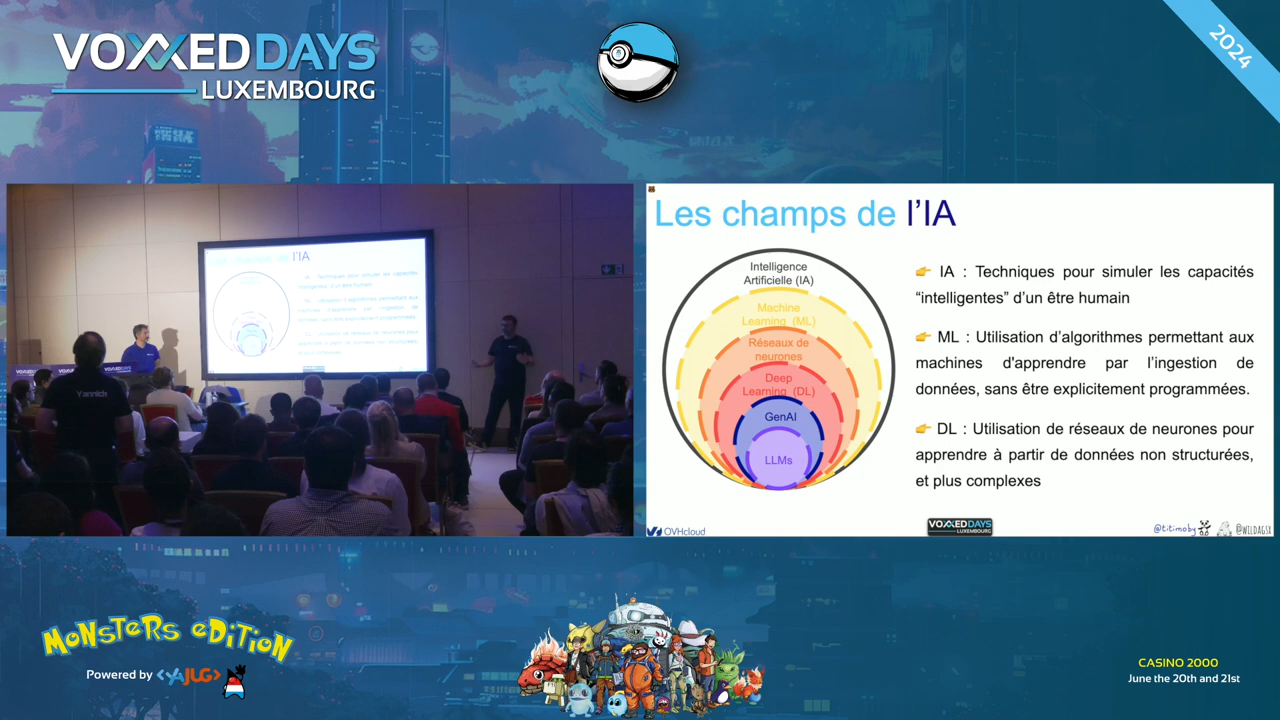 VOXXED DAYS
LUXEMBOURG
2024
l'IA
Yannick
Les champs de l'IA
Intelligence
Artificielle (IA)
Machine
Learning (ML)
Réseaux de
neurones
Deep
Learning (DL)
GenAI
LLMs
👉 IA : Techniques pour simuler les capacités
“intelligentes” d’un être humain
👉 ML : Utilisation d’algorithmes permettant aux
machines d'apprendre par l’ingestion de
données, sans être explicitement programmées.
👉 DL : Utilisation de réseaux de neurones pour
apprendre à partir de données non structurées,
et plus complexes
OVHcloud
VOXXED DAYS
LUXEMBOURG
@titimoby
@WILDAGSX
MONSTERS EDITION
Powered by <YAJUG>
CASINO 2000
June the 20th and 21st